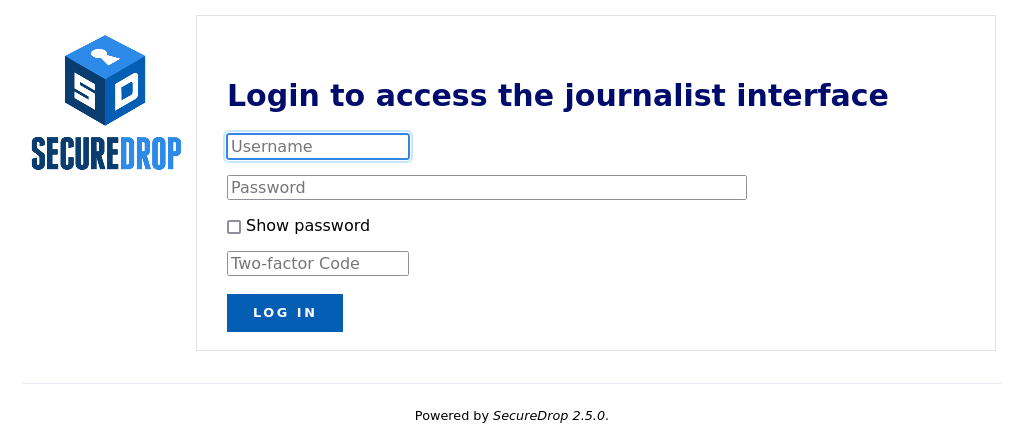 SD
SECUREDROP
Login to access the journalist interface
Username
Password
Show password
Two-factor Code
LOG IN
Powered by SecureDrop 2.5.0.